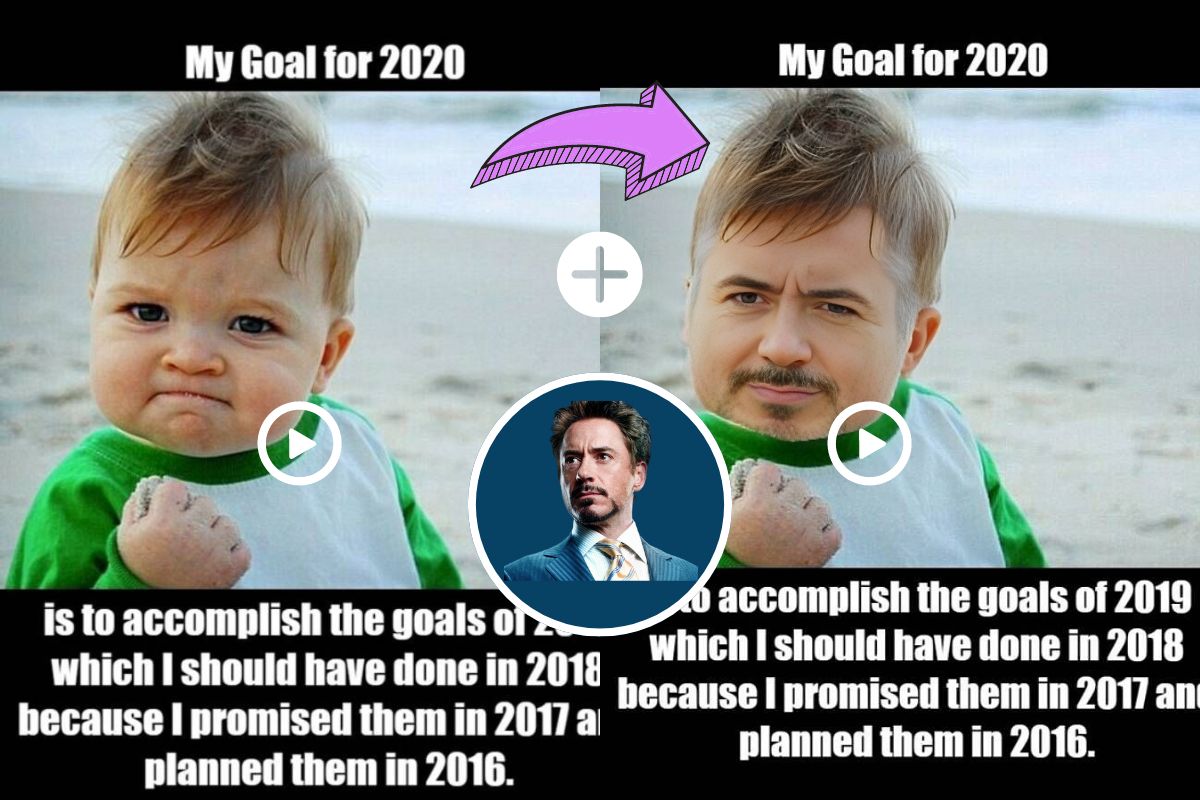 My Goal for 2020
is to accomplish the goals of
which I should have done in 2018
because I promised them in 2017
planned them in 2016.
My Goal for 2020
to accomplish the goals of 2019
which I should have done in 2018
because I promised them in 2017 and
planned them in 2016.